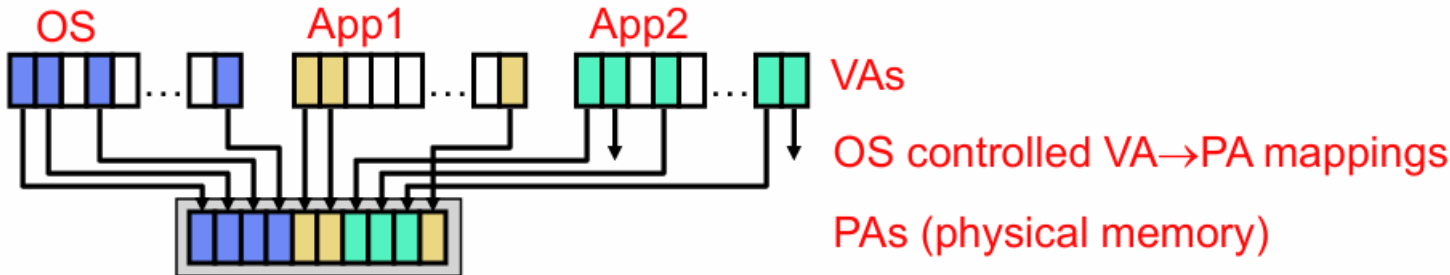 OS App1 App2
... ... ... VAs
OS controlled VA→PA mappings
PAs (physical memory)